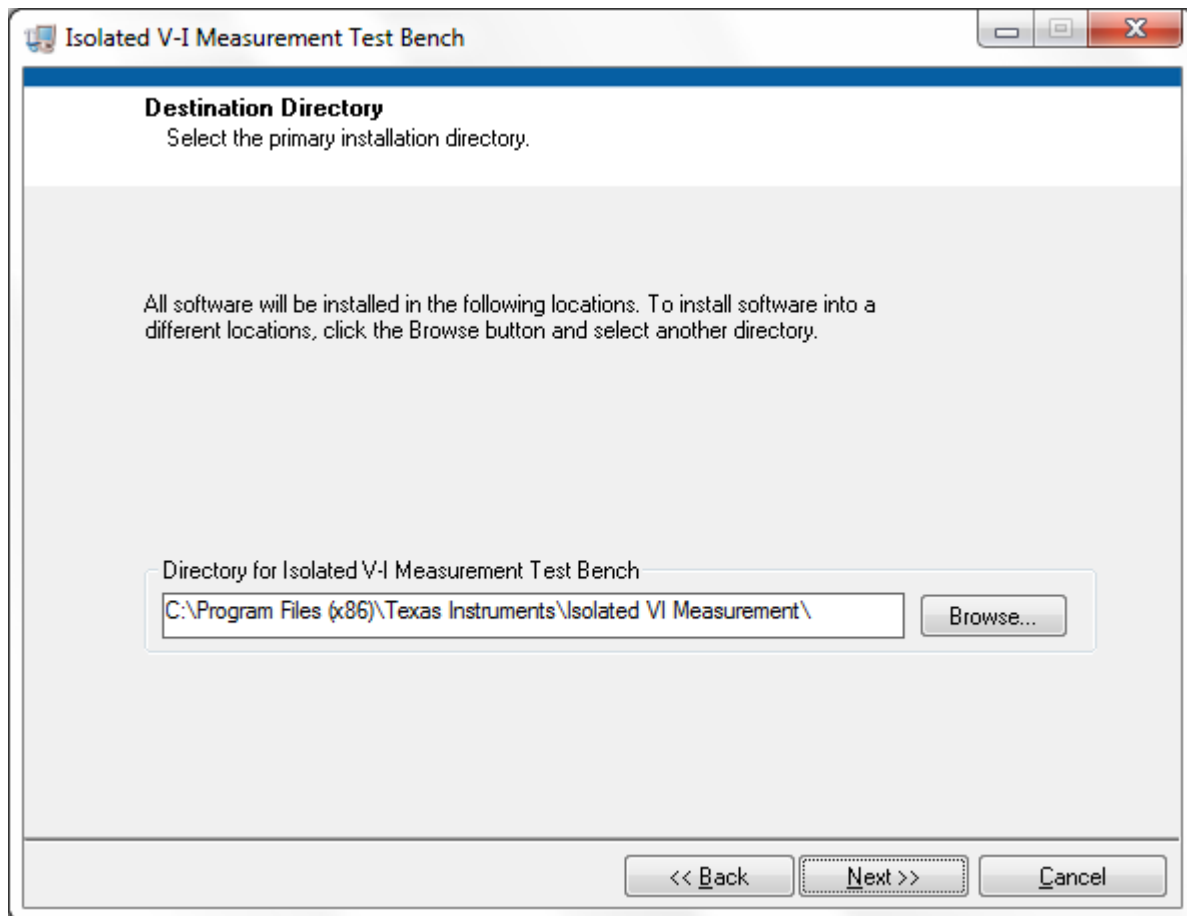 Isolated V-I Measurement Test Bench
Destination Directory
Select the primary installation directory.
All software will be installed in the following locations. To install software into a
different locations, click the Browse button and select another directory.
Directory for Isolated V-I Measurement Test Bench
C:\Program Files (x86)\Texas Instruments\Isolated VI Measurement\
Browse...
<< Back
Next >>
Cancel